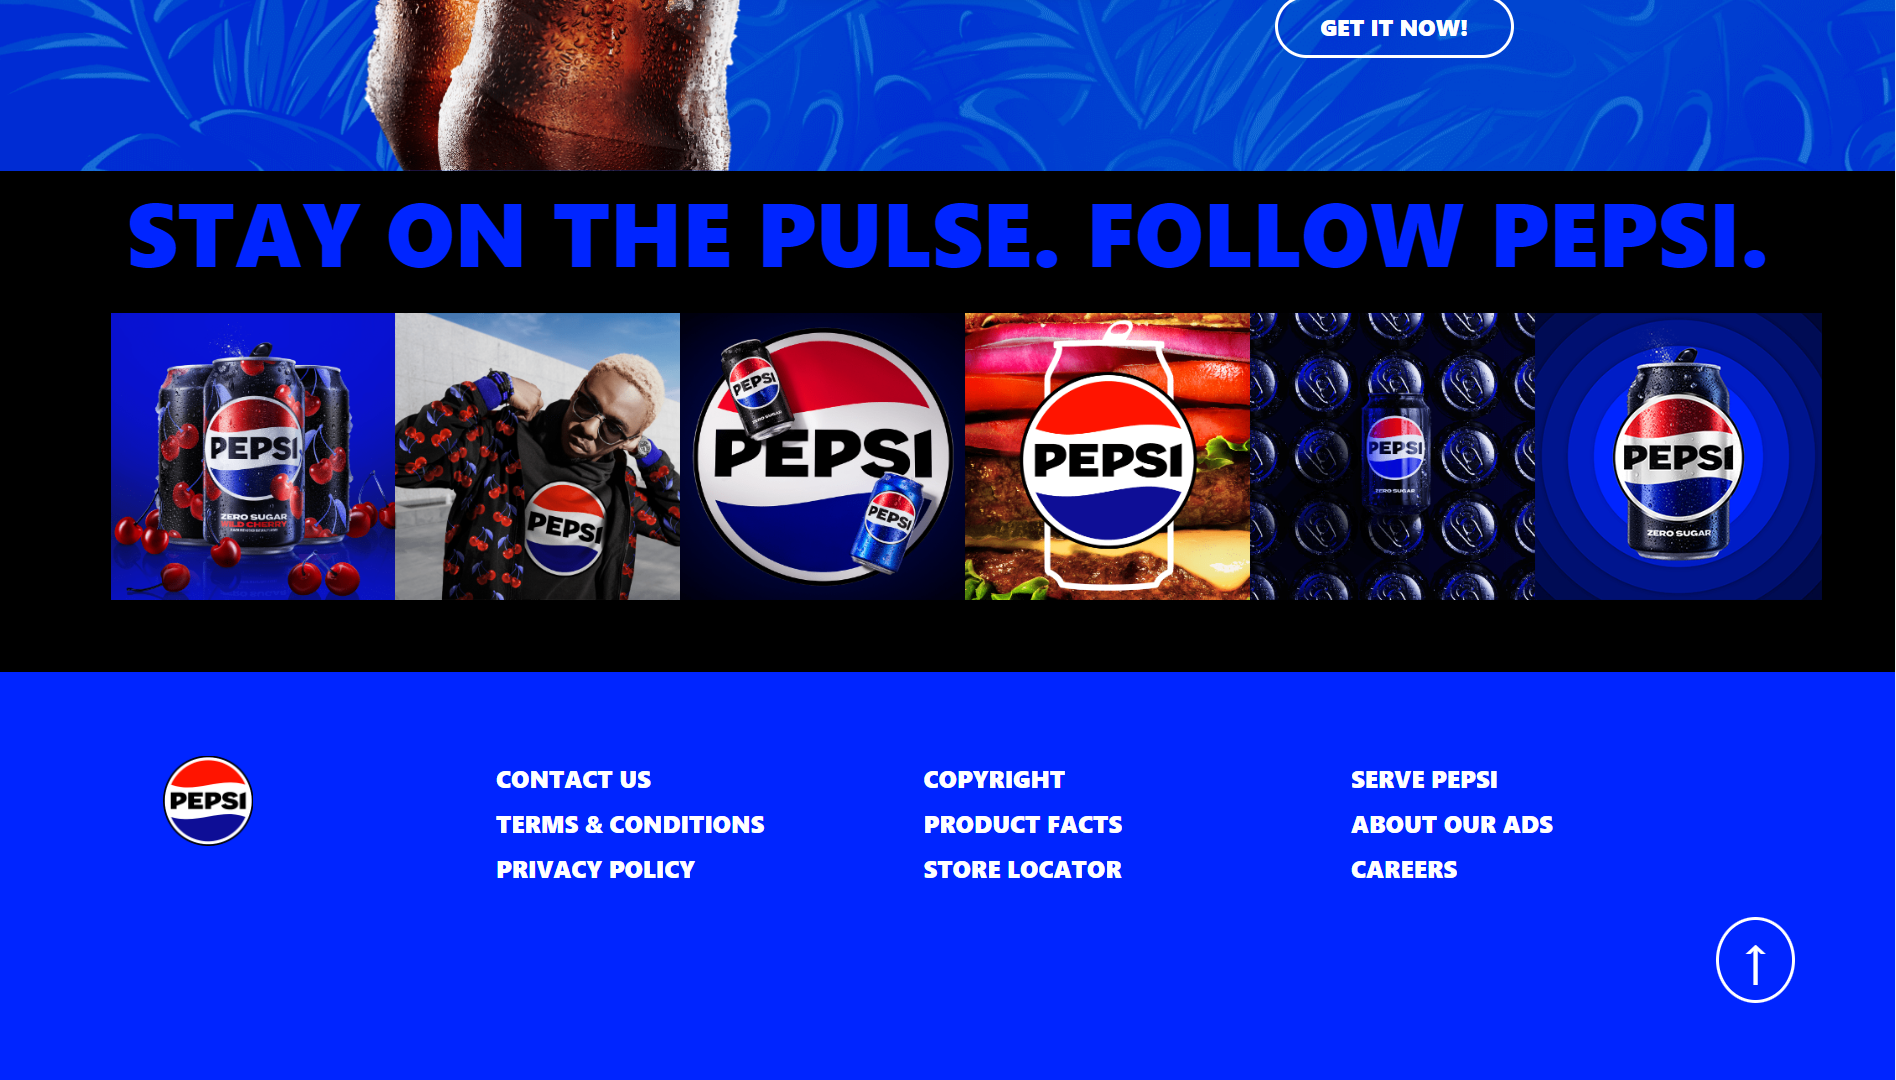 GET IT NOW!
STAY ON THE PULSE. FOLLOW PEPSI.
PEPSI
ZERO SUGAR
WILD CHERRY
PEPSI
PEPSI
ZERO SUGAR
PEPSI
PEPSI
PEPSI
PEPSI
ZERO SUGAR
PEPSI
ZERO SUGAR
PEPSI
CONTACT US
TERMS & CONDITIONS
PRIVACY POLICY
COPYRIGHT
PRODUCT FACTS
STORE LOCATOR
SERVE PEPSI
ABOUT OUR ADS
CAREERS